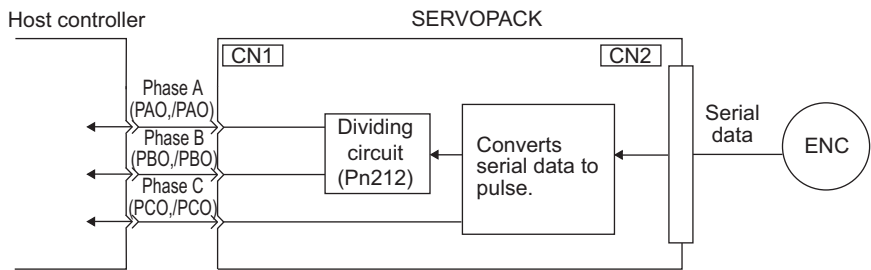 Host controller
SERVOPACK
CN1
CN2
Phase A
(PAO,/PAO)
Phase B
(PBO,/PBO)
Phase C
(PCO,/PCO)
Dividing
circuit
(Pn212)
Converts
serial data to
pulse.
Serial
data
ENC